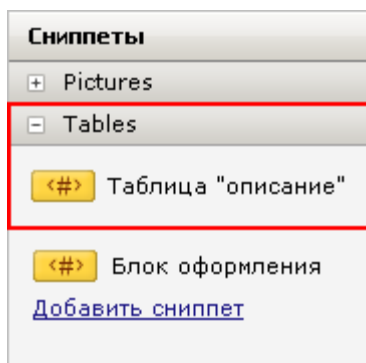 Сниппеты
Pictures
Tables
<#> Таблица "описание"
<#> Блок оформления
Добавить сниппет